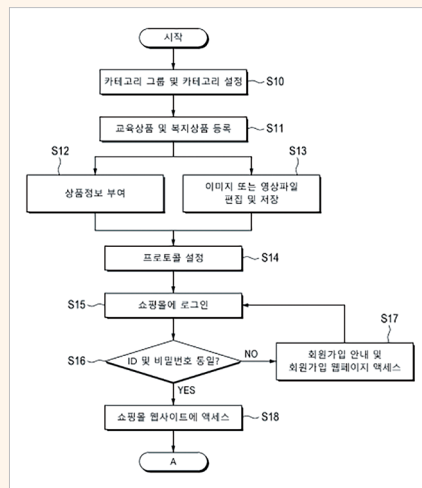 시작
카테고리 그룹 및 카테고리 설정
S10
교육상품 및 복지상품 등록
S11
S12
S13
상품정보 부여
이미지 또는 영상파일
편집 및 저장
프로토콜 설정
S14
S15
쇼핑몰에 로그인
S17
S16
ID 및 비밀번호 동일?
NO
회원가입 안내 및
회원가입 웹페이지 액세스
YES
쇼핑몰 웹사이트에 액세스
S18
A